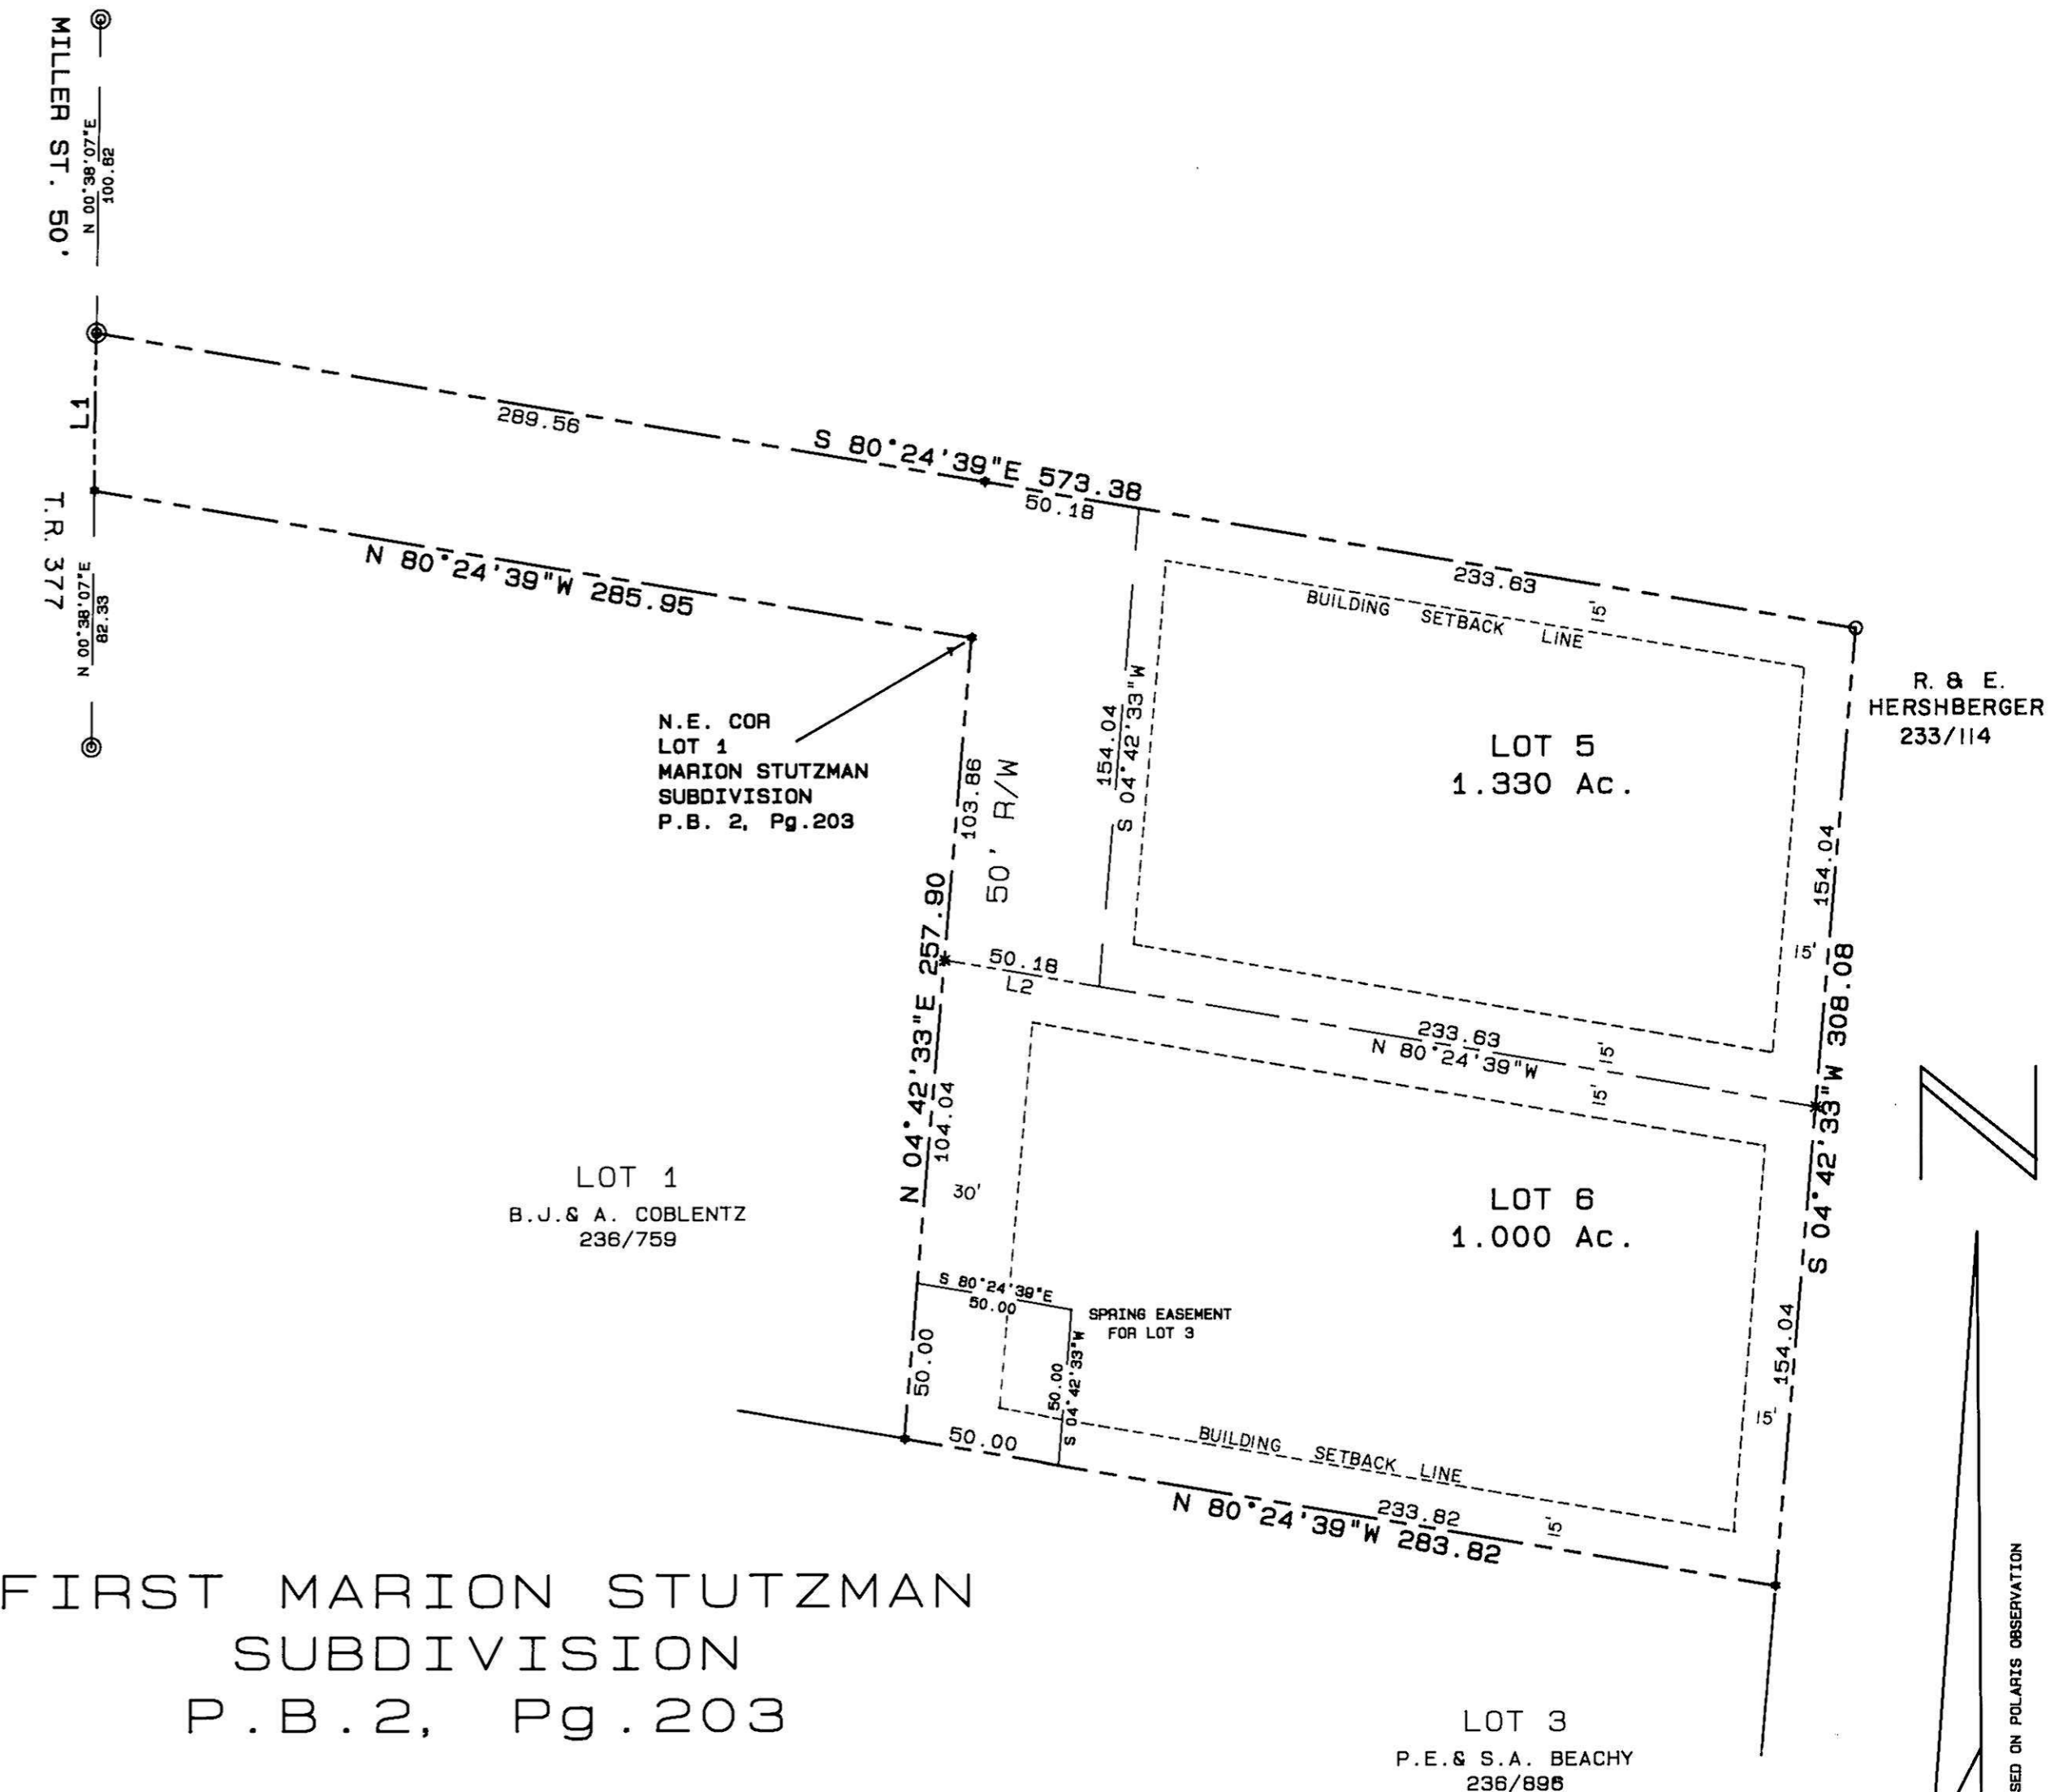 MILLER ST. 50'
N 00°38'07"E
100.62
L1
T.R. 377
N 00°38'07"E
82.33
289.56
S 80°24'39"E 573.38
50.18
233.63
N 80°24'39"W 285.95
BUILDING SETBACK LINE
15'
R. & E.
HERSHBERGER
233/114
N.E. COR
LOT 1
MARION STUTZMAN
SUBDIVISION
P.B. 2, Pg.203
103.86
50' R/W
154.04
S 04°42'33"W
LOT 5
1.330 Ac.
154.04
15'
S 04°42'33"W 308.08
N 04°42'33"E 257.90
50.18
L2
233.63
N 80°24'39"W
15'
15'
104.04
30'
LOT 1
B.J.& A. COBLENTZ
236/759
LOT 6
1.000 Ac.
S 80°24'39"E
50.00
SPRING EASEMENT
FOR LOT 3
50.00
50.00
S 04°42'33"W
154.04
15'
50.00
BUILDING SETBACK LINE
233.82
15'
N 80°24'39"W 283.82
FIRST MARION STUTZMAN
SUBDIVISION
P.B.2, Pg.203
LOT 3
P.E.& S.A. BEACHY
N
ON POLARIS OBSERVATION